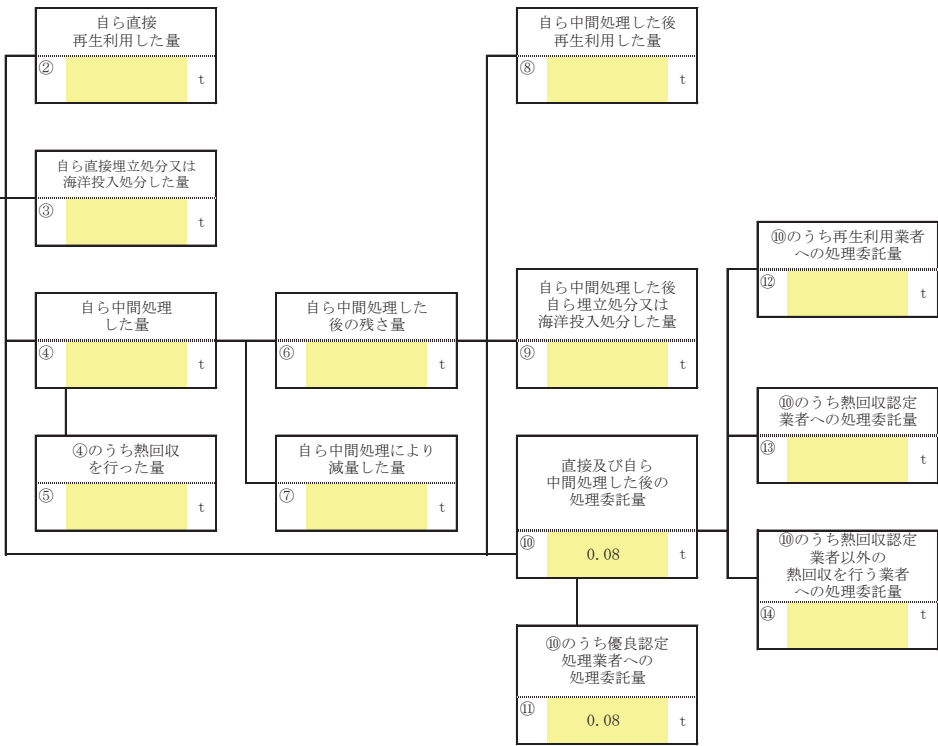 自ら直接
再生利用した量
②
t
自ら中間処理した後
再生利用した量
⑧
t
自ら直接埋立処分又は
海洋投入処分した量
③
t
⑩のうち再生利用業者
への処理委託量
⑫
t
自ら中間処理
した量
④
t
自ら中間処理した
後の残さ量
⑥
t
自ら中間処理した後
自ら埋立処分又は
海洋投入処分した量
⑨
t
⑩のうち熱回収認定
業者への処理委託量
⑬
t
④のうち熱回収
を行った量
⑤
t
自ら中間処理により
減量した量
⑦
t
直接及び自ら
中間処理した後の
処理委託量
⑩
0.08 t
⑩のうち熱回収認定
業者以外の
熱回収を行う業者
への処理委託量
⑭
t
⑩のうち優良認定
処理業者への
処理委託量
⑪
0.08 t